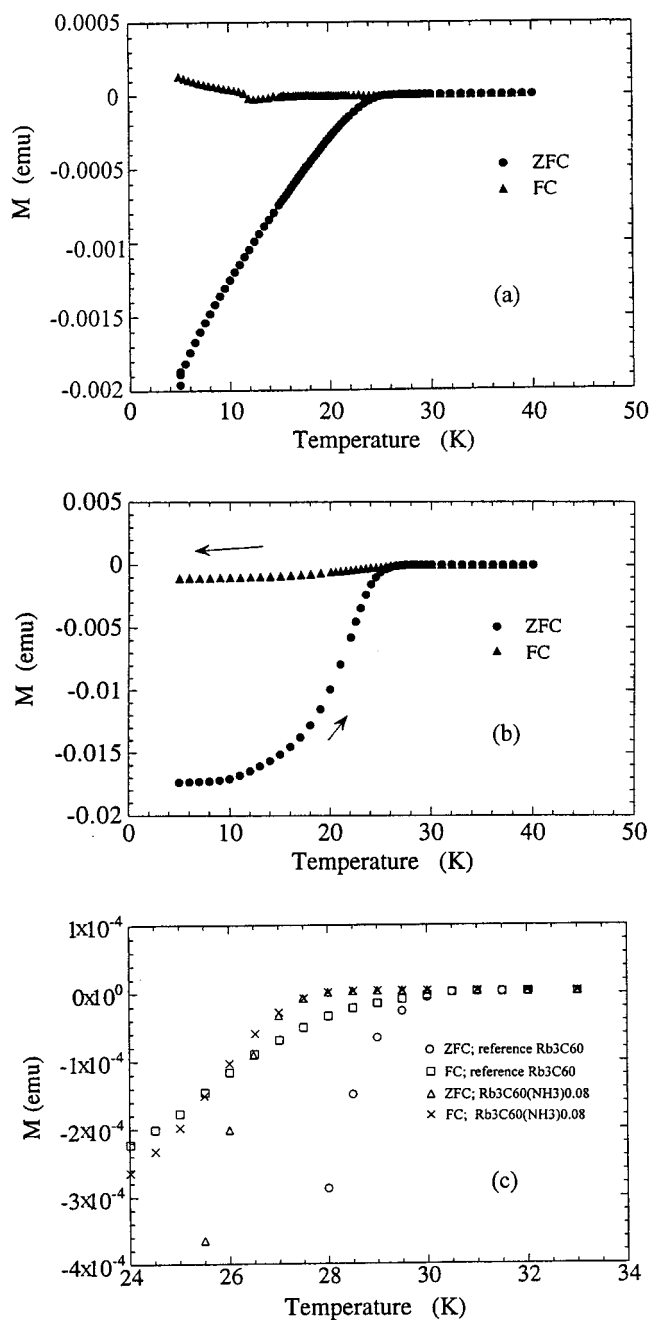 0.0005
0
-0.0005
-0.001
-0.0015
-0.002
M (emu)
ZFC
FC
(a)
0 10 20 30 40 50
Temperature (K)
0.005
0
-0.005
-0.01
-0.015
-0.02
M (emu)
ZFC
FC
(b)
0 10 20 30 40 50
Temperature (K)
1x10-4
0x100
-1x10-4
-2x10-4
-3x10-4
-4x10-4
M (emu)
ZFC; reference Rb3C60
FC; reference Rb3C60
ZFC; Rb3C60(NH3)0.08
FC; Rb3C60(NH3)0.08
(c)
24 26 28 30 32 34
Temperature (K)